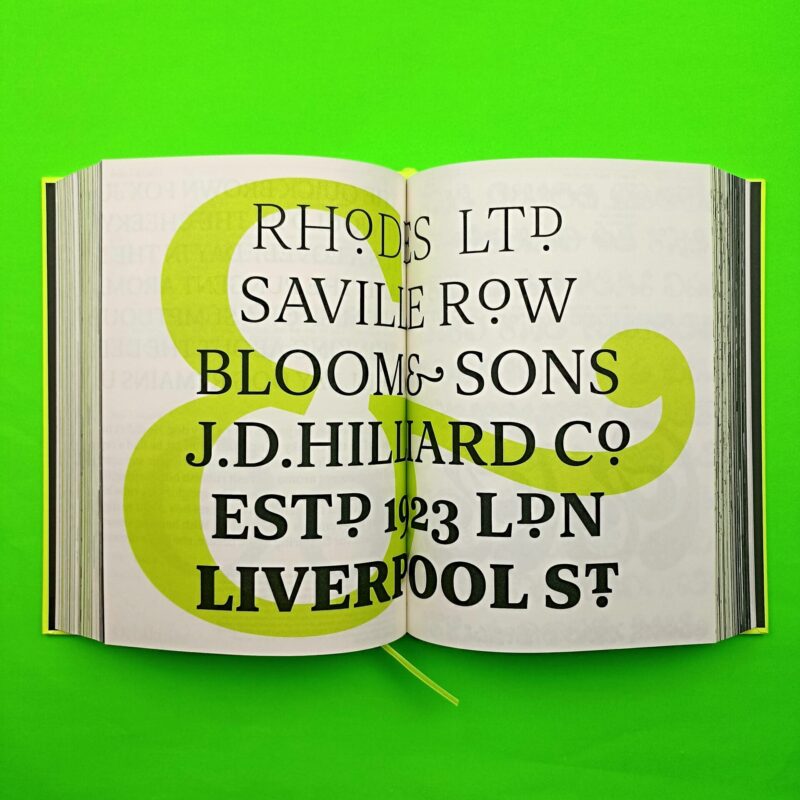 RHODES LTD
SAVILLE ROW
BLOOM & SONS
J.D.HILLIARD CO
ESTD 1923 LDN
LIVERPOOL ST
&